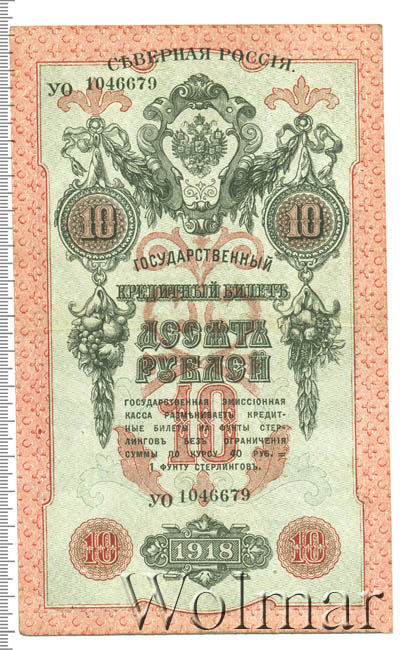 СѢВЕРНАЯ РОССІЯ.
УО 1046679
10 10
ГОСУДАРСТВЕННЫЙ
КРЕДИТНЫЙ БИЛЕТЪ
ДЕСЯТЬ
РУБЛЕЙ
10
ГОСУДАРСТВЕННАЯ ЭМИССІОННАЯ
КАССА РАЗМѢНИВАЕТЪ КРЕДИТ-
НЫЕ БИЛЕТЫ НА ФУНТЫ СТЕР-
ЛИНГОВЪ БЕЗЪ ОГРАНИЧЕНІЯ
СУММЫ ПО КУРСУ 40 РУБ. =
1 ФУНТУ СТЕРЛИНГОВЪ.
УО 1046679
10 1918 10
Wolmar